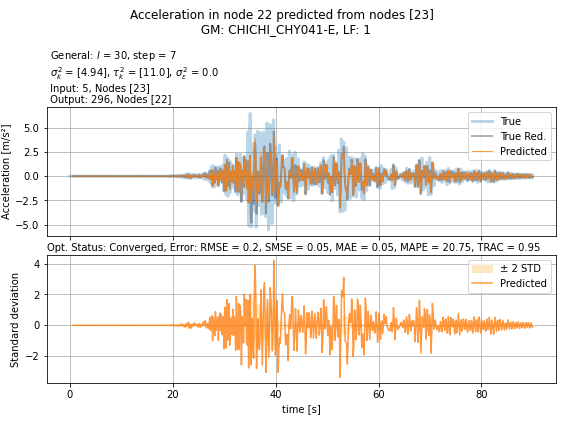 Acceleration in node 22 predicted from nodes [23]
GM: CHICHI_CHY041-E, LF: 1
General: l = 30, step = 7
σ²ₖ = [4.94], τ²ₖ = [11.0], σ²ε = 0.0
Input: 5, Nodes [23]
Output: 296, Nodes [22]
Acceleration [m/s²]
5.0
2.5
0.0
−2.5
−5.0
True
True Red.
Predicted
Opt. Status: Converged, Error: RMSE = 0.2, SMSE = 0.05, MAE = 0.05, MAPE = 20.75, TRAC = 0.95
Standard deviation
4
2
0
−2
± 2 STD
Predicted
0 20 40 60 80
time [s]